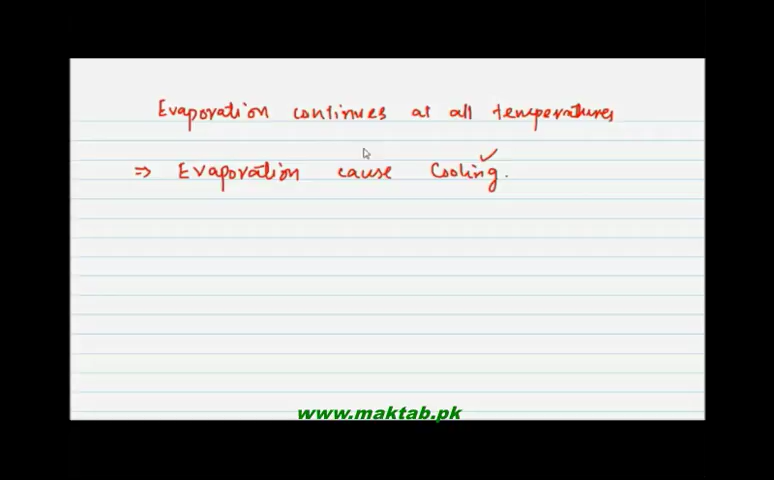 Evaporation continues at all temperatures
⇒ Evaporation cause Cooling.
www.maktab.pk